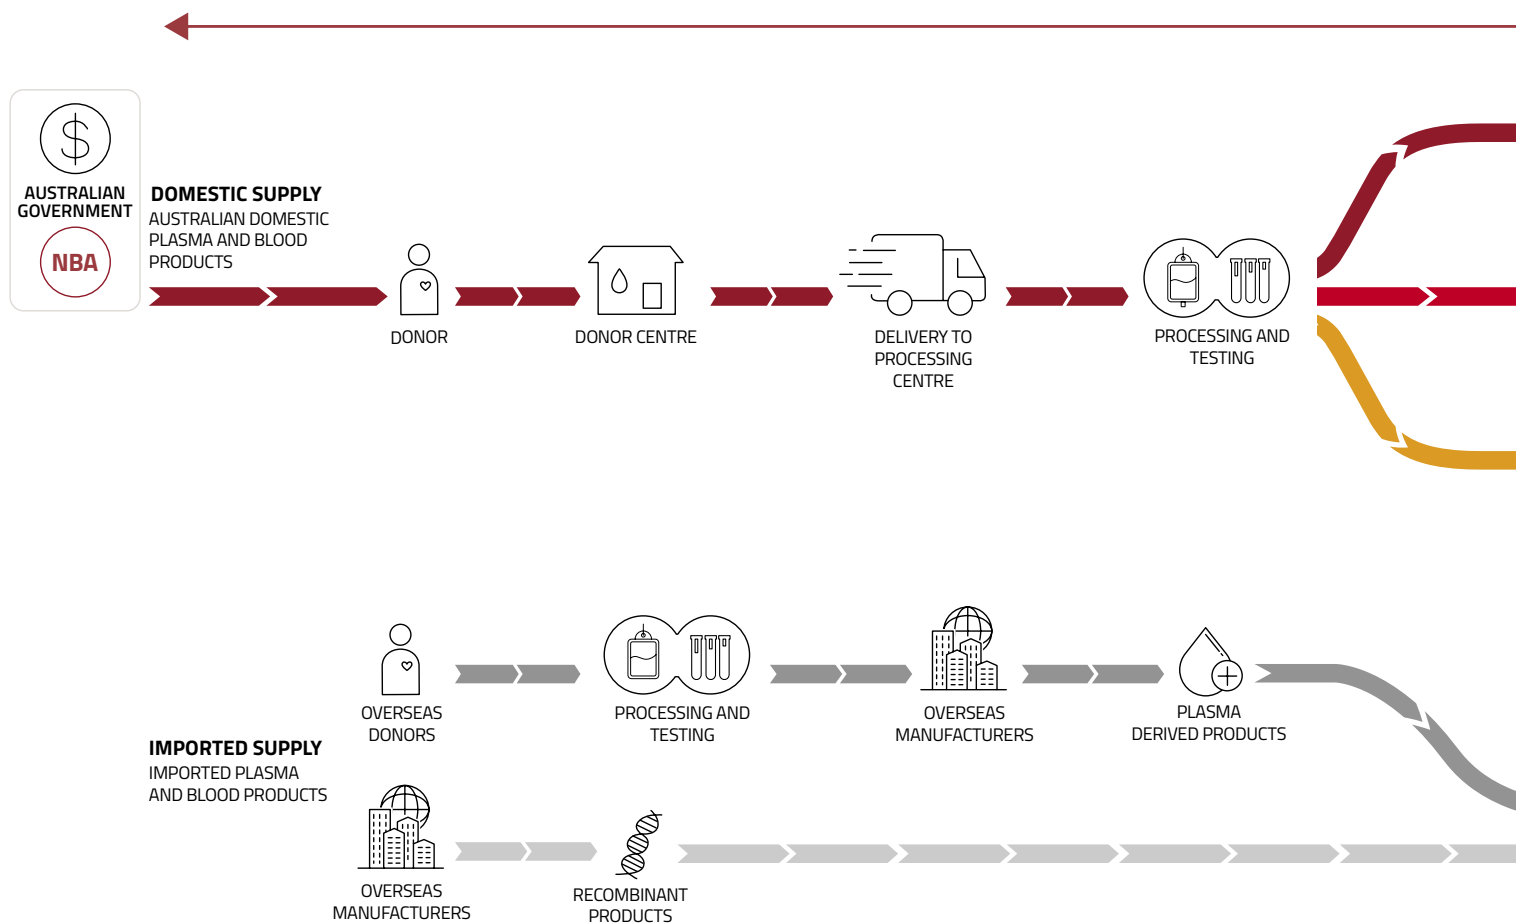 AUSTRALIAN
GOVERNMENT
NBA
DOMESTIC SUPPLY
AUSTRALIAN DOMESTIC
PLASMA AND BLOOD
PRODUCTS
DONOR
DONOR CENTRE
DELIVERY TO
PROCESSING
CENTRE
PROCESSING AND
TESTING
IMPORTED SUPPLY
IMPORTED PLASMA
AND BLOOD PRODUCTS
OVERSEAS
DONORS
PROCESSING AND
TESTING
OVERSEAS
MANUFACTURERS
PLASMA
DERIVED PRODUCTS
OVERSEAS
MANUFACTURERS
RECOMBINANT
PRODUCTS